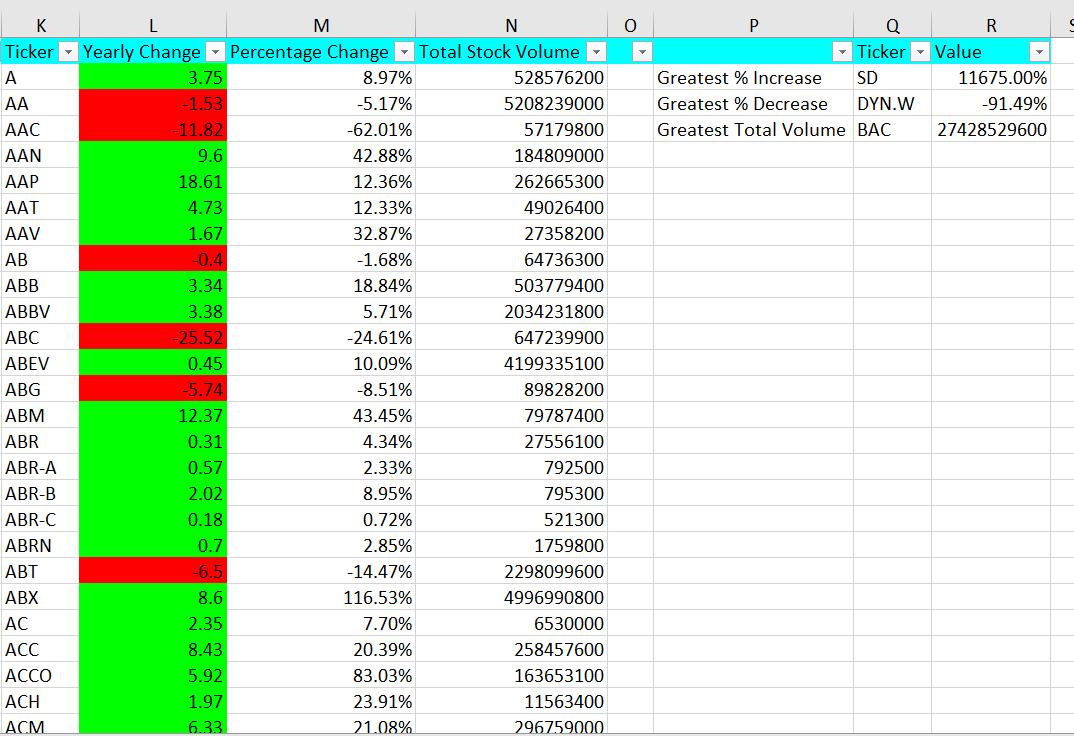 K L M N O P Q R S
Ticker Yearly Change Percentage Change Total Stock Volume Ticker Value
A 3.75 8.97% 528576200 Greatest % Increase SD 11675.00%
AA -1.53 -5.17% 5208239000 Greatest % Decrease DYN.W -91.49%
AAC -11.82 -62.01% 57179800 Greatest Total Volume BAC 27428529600
AAN 9.6 42.88% 184809000
AAP 18.61 12.36% 262665300
AAT 4.73 12.33% 49026400
AAV 1.67 32.87% 27358200
AB -0.4 -1.68% 64736300
ABB 3.34 18.84% 503779400
ABBV 3.38 5.71% 2034231800
ABC -25.52 -24.61% 647239900
ABEV 0.45 10.09% 4199335100
ABG -5.74 -8.51% 89828200
ABM 12.37 43.45% 79787400
ABR 0.31 4.34% 27556100
ABR-A 0.57 2.33% 792500
ABR-B 2.02 8.95% 795300
ABR-C 0.18 0.72% 521300
ABRN 0.7 2.85% 1759800
ABT -6.5 -14.47% 2298099600
ABX 8.6 116.53% 4996990800
AC 2.35 7.70% 6530000
ACC 8.43 20.39% 258457600
ACCO 5.92 83.03% 163653100
ACH 1.97 23.91% 11563400
ACM 6.33 21.08% 296759000